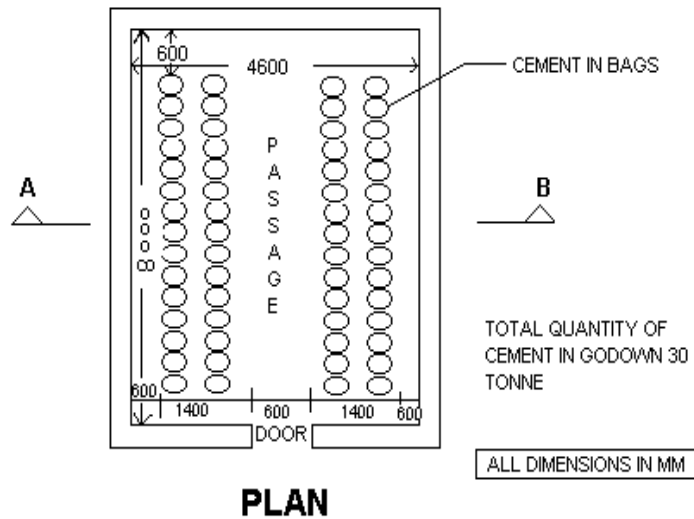 600
4600
CEMENT IN BAGS
PASSAGE
A
B
8000
TOTAL QUANTITY OF
CEMENT IN GODOWN 30
TONNE
600
1400
600
1400
600
DOOR
ALL DIMENSIONS IN MM
PLAN